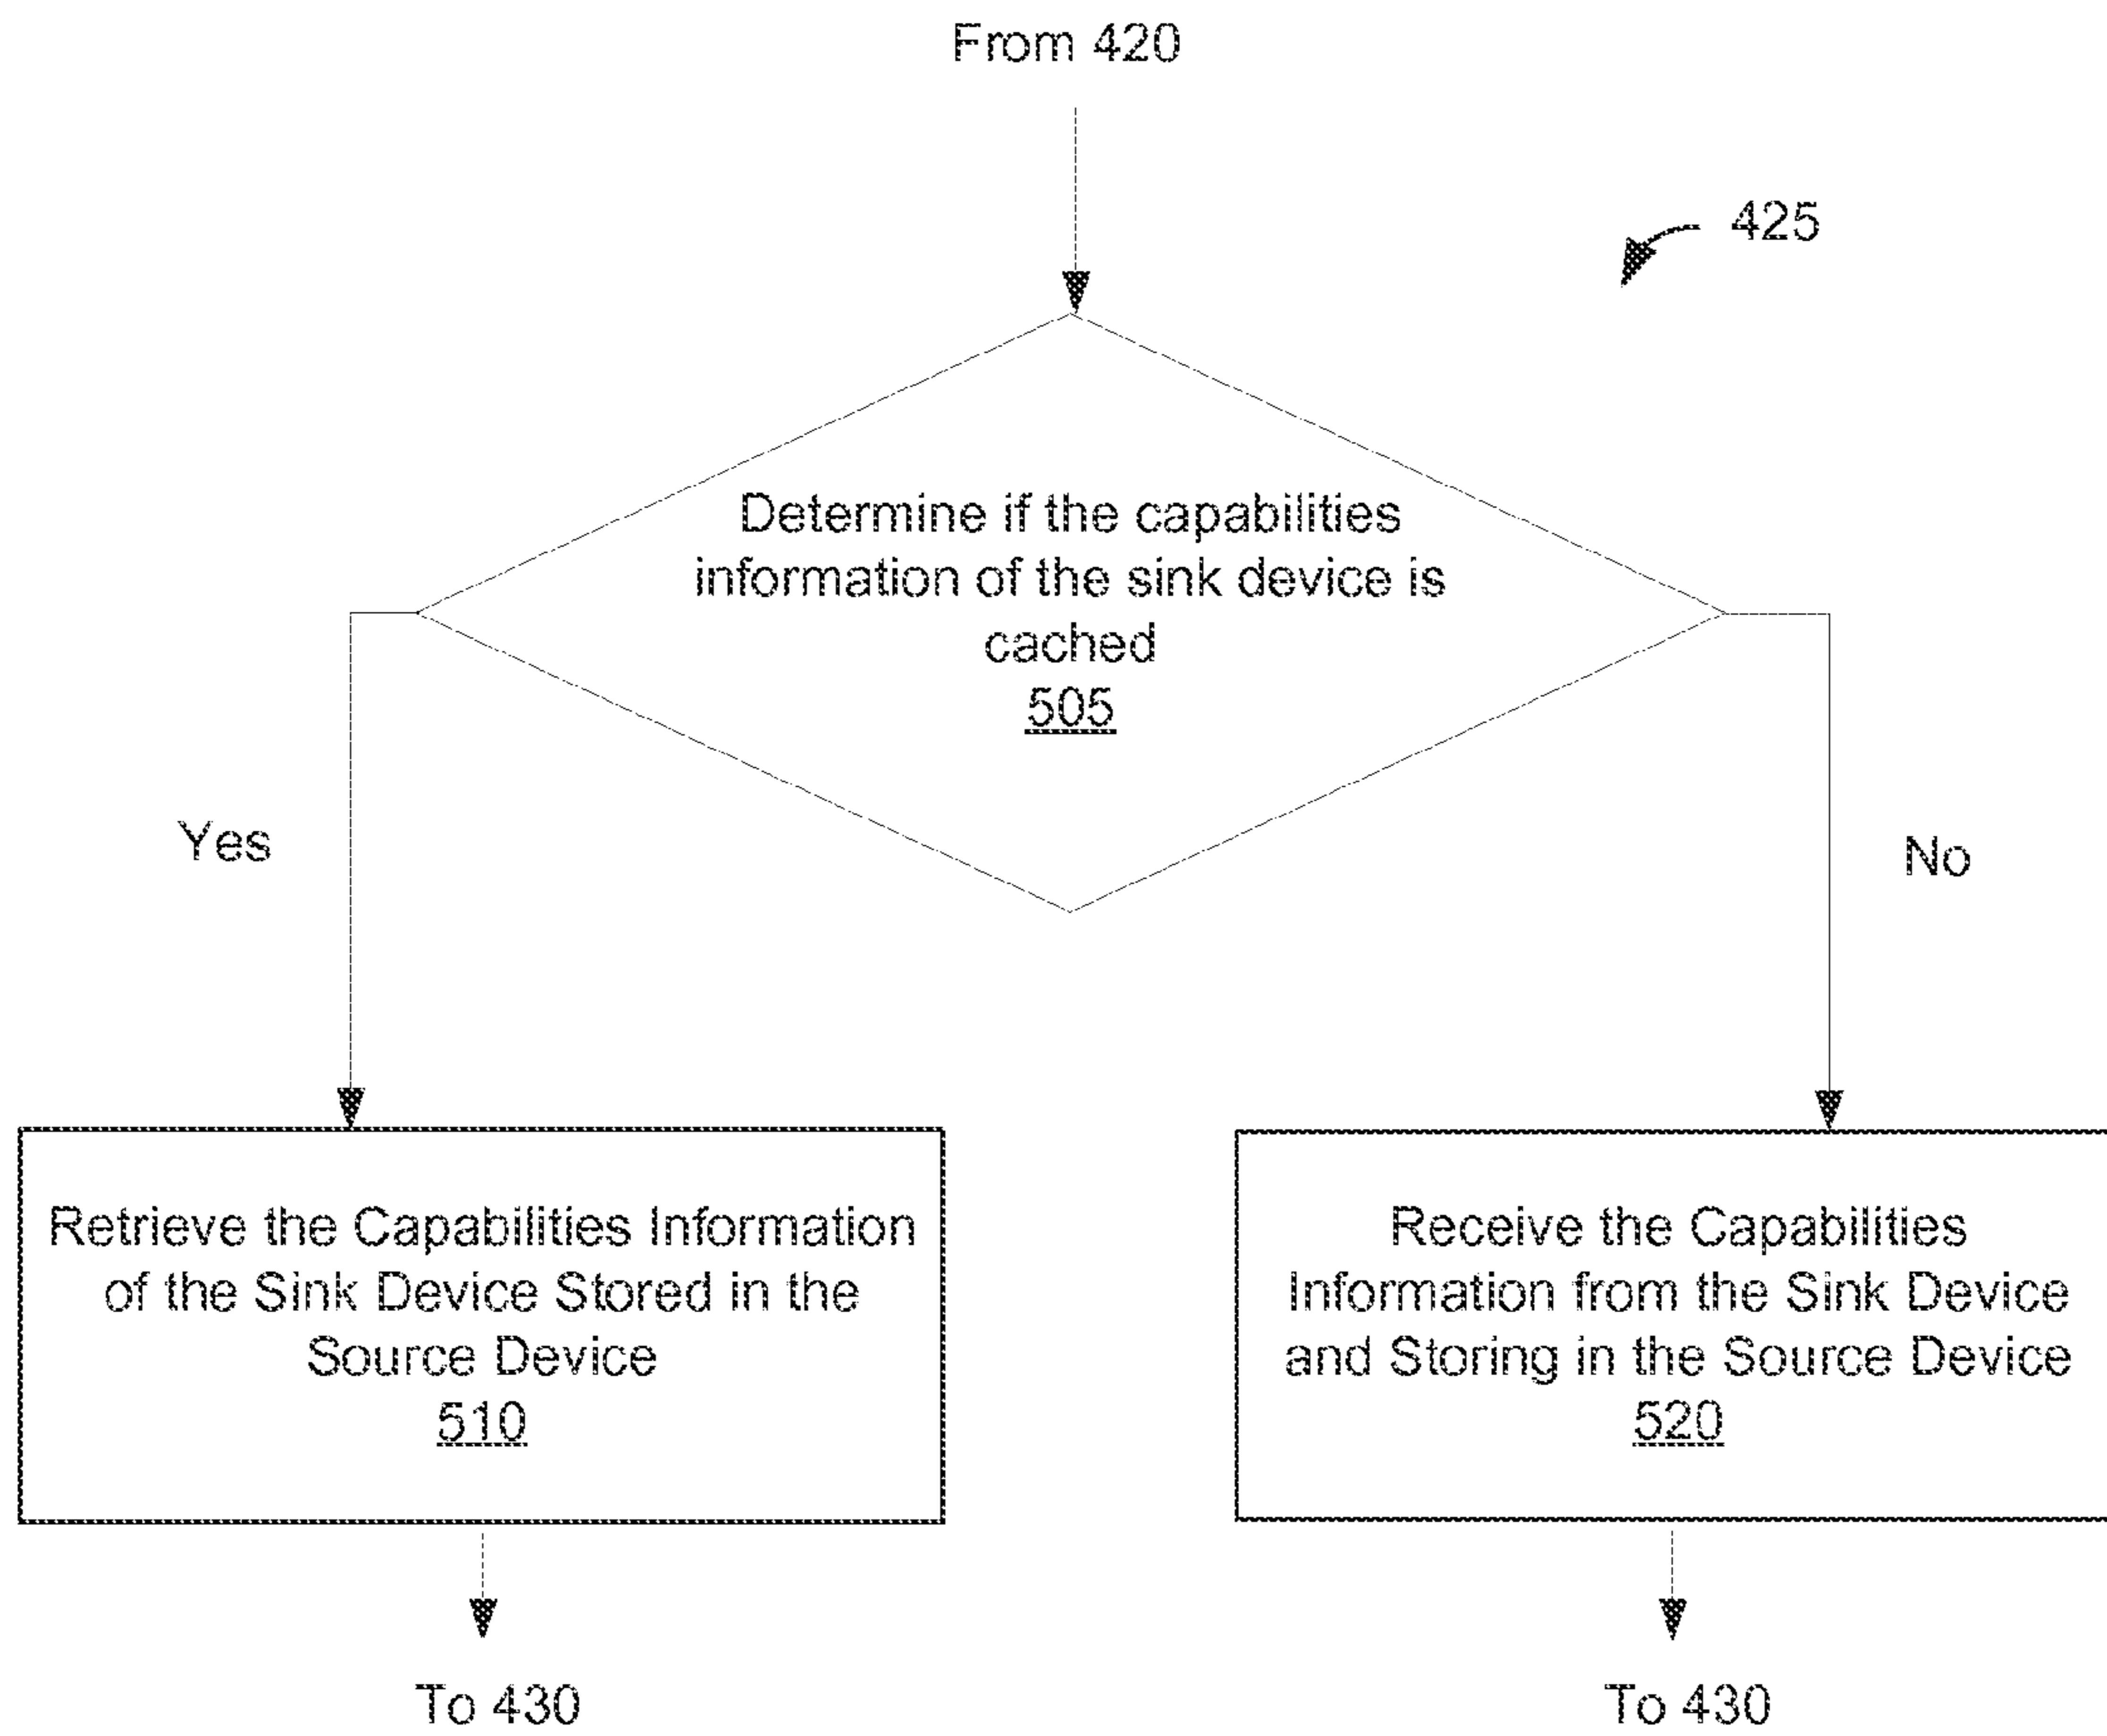 From 420
425
Determine if the capabilities
information of the sink device is
cached
505
Yes
No
Retrieve the Capabilities Information
of the Sink Device Stored in the
Source Device
510
Receive the Capabilities
Information from the Sink Device
and Storing in the Source Device
520
To 430
To 430